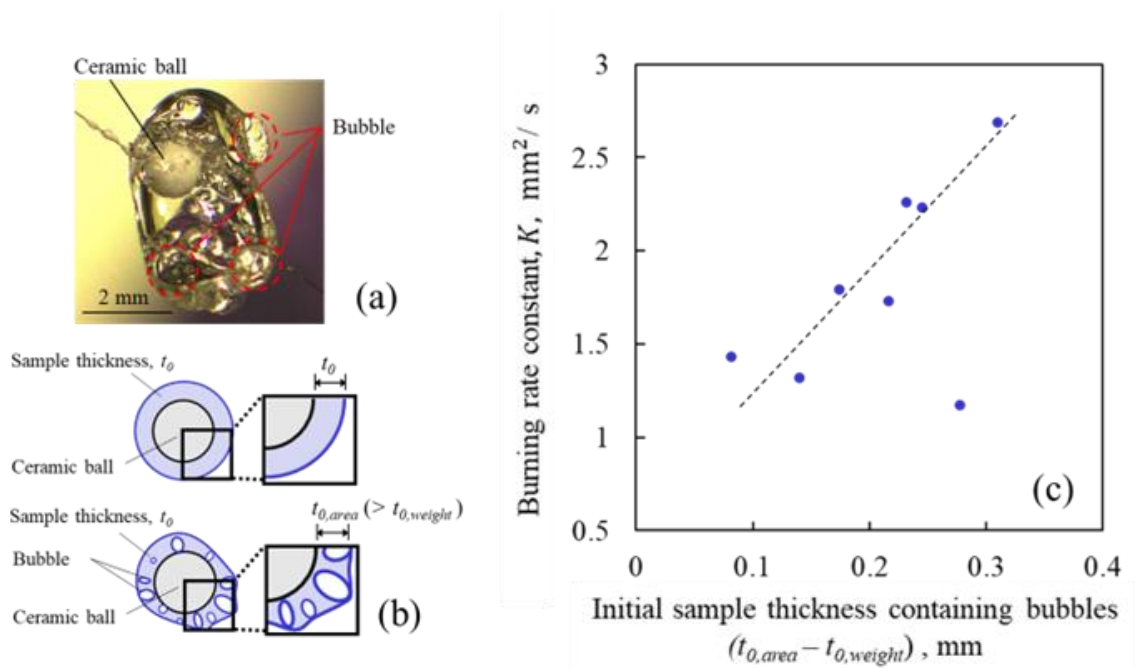 Ceramic ball
Bubble
2 mm
(a)
Sample thickness, t0
t0
Ceramic ball
t0,area (> t0,weight)
Sample thickness, t0
Bubble
Ceramic ball
(b)
3
2.5
2
1.5
1
0.5
Burning rate constant, K, mm2 / s
(c)
0 0.1 0.2 0.3 0.4
Initial sample thickness containing bubbles
(t0,area – t0,weight) , mm